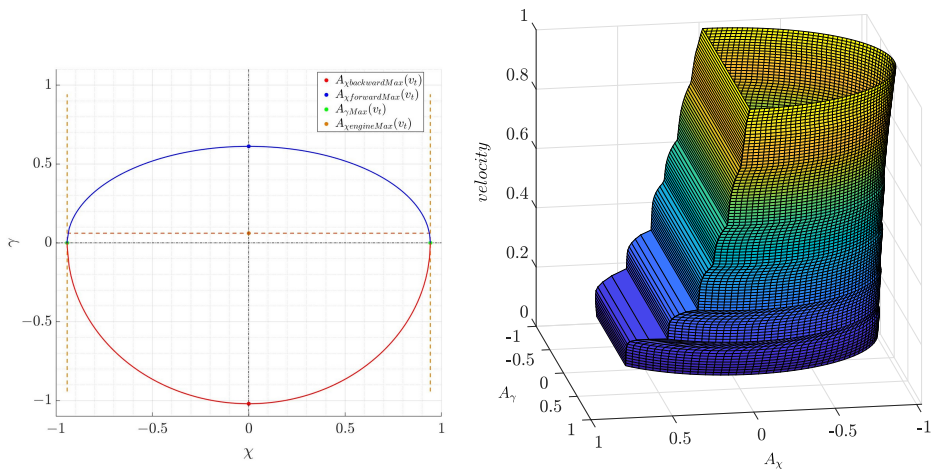 1
0.5
0
−0.5
−1
γ
−1
−0.5
0
0.5
1
χ
A_{χbackwardMax}(v_t)
A_{χforwardMax}(v_t)
A_{γMax}(v_t)
A_{χengineMax}(v_t)
1
0.8
0.6
0.4
0.2
0
velocity
-1
-0.5
0
0.5
1
A_γ
1
0.5
0
-0.5
-1
A_χ